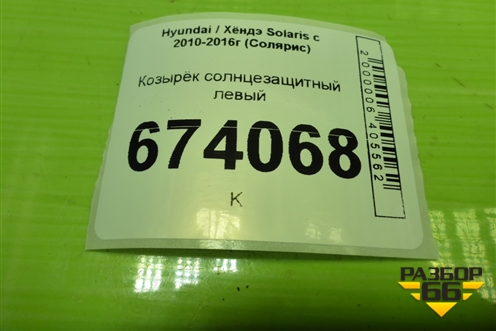 Hyundai / Хёндэ Solaris с
2010-2016г (Солярис)
Козырёк солнцезащитный
левый
674068
К
2000006405562
РАЗБОР
66